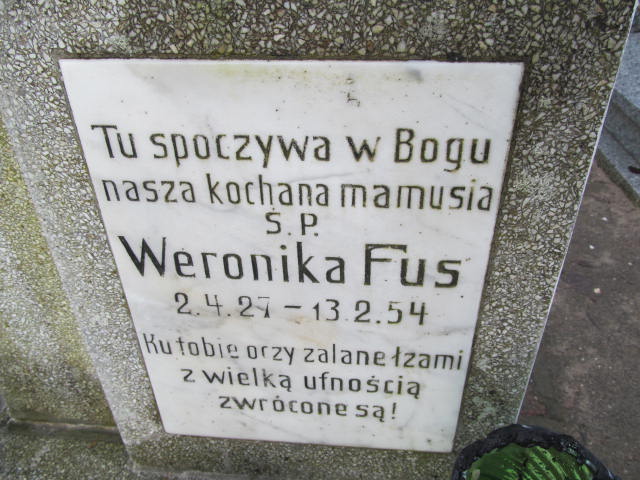 Tu spoczywa w Bogu
nasza kochana mamusia
Ś. P.
Weronika Fus
2.4.27 – 13.2.54
Ku tobie oczy zalane łzami
z wielką ufnością
zwrócone są!